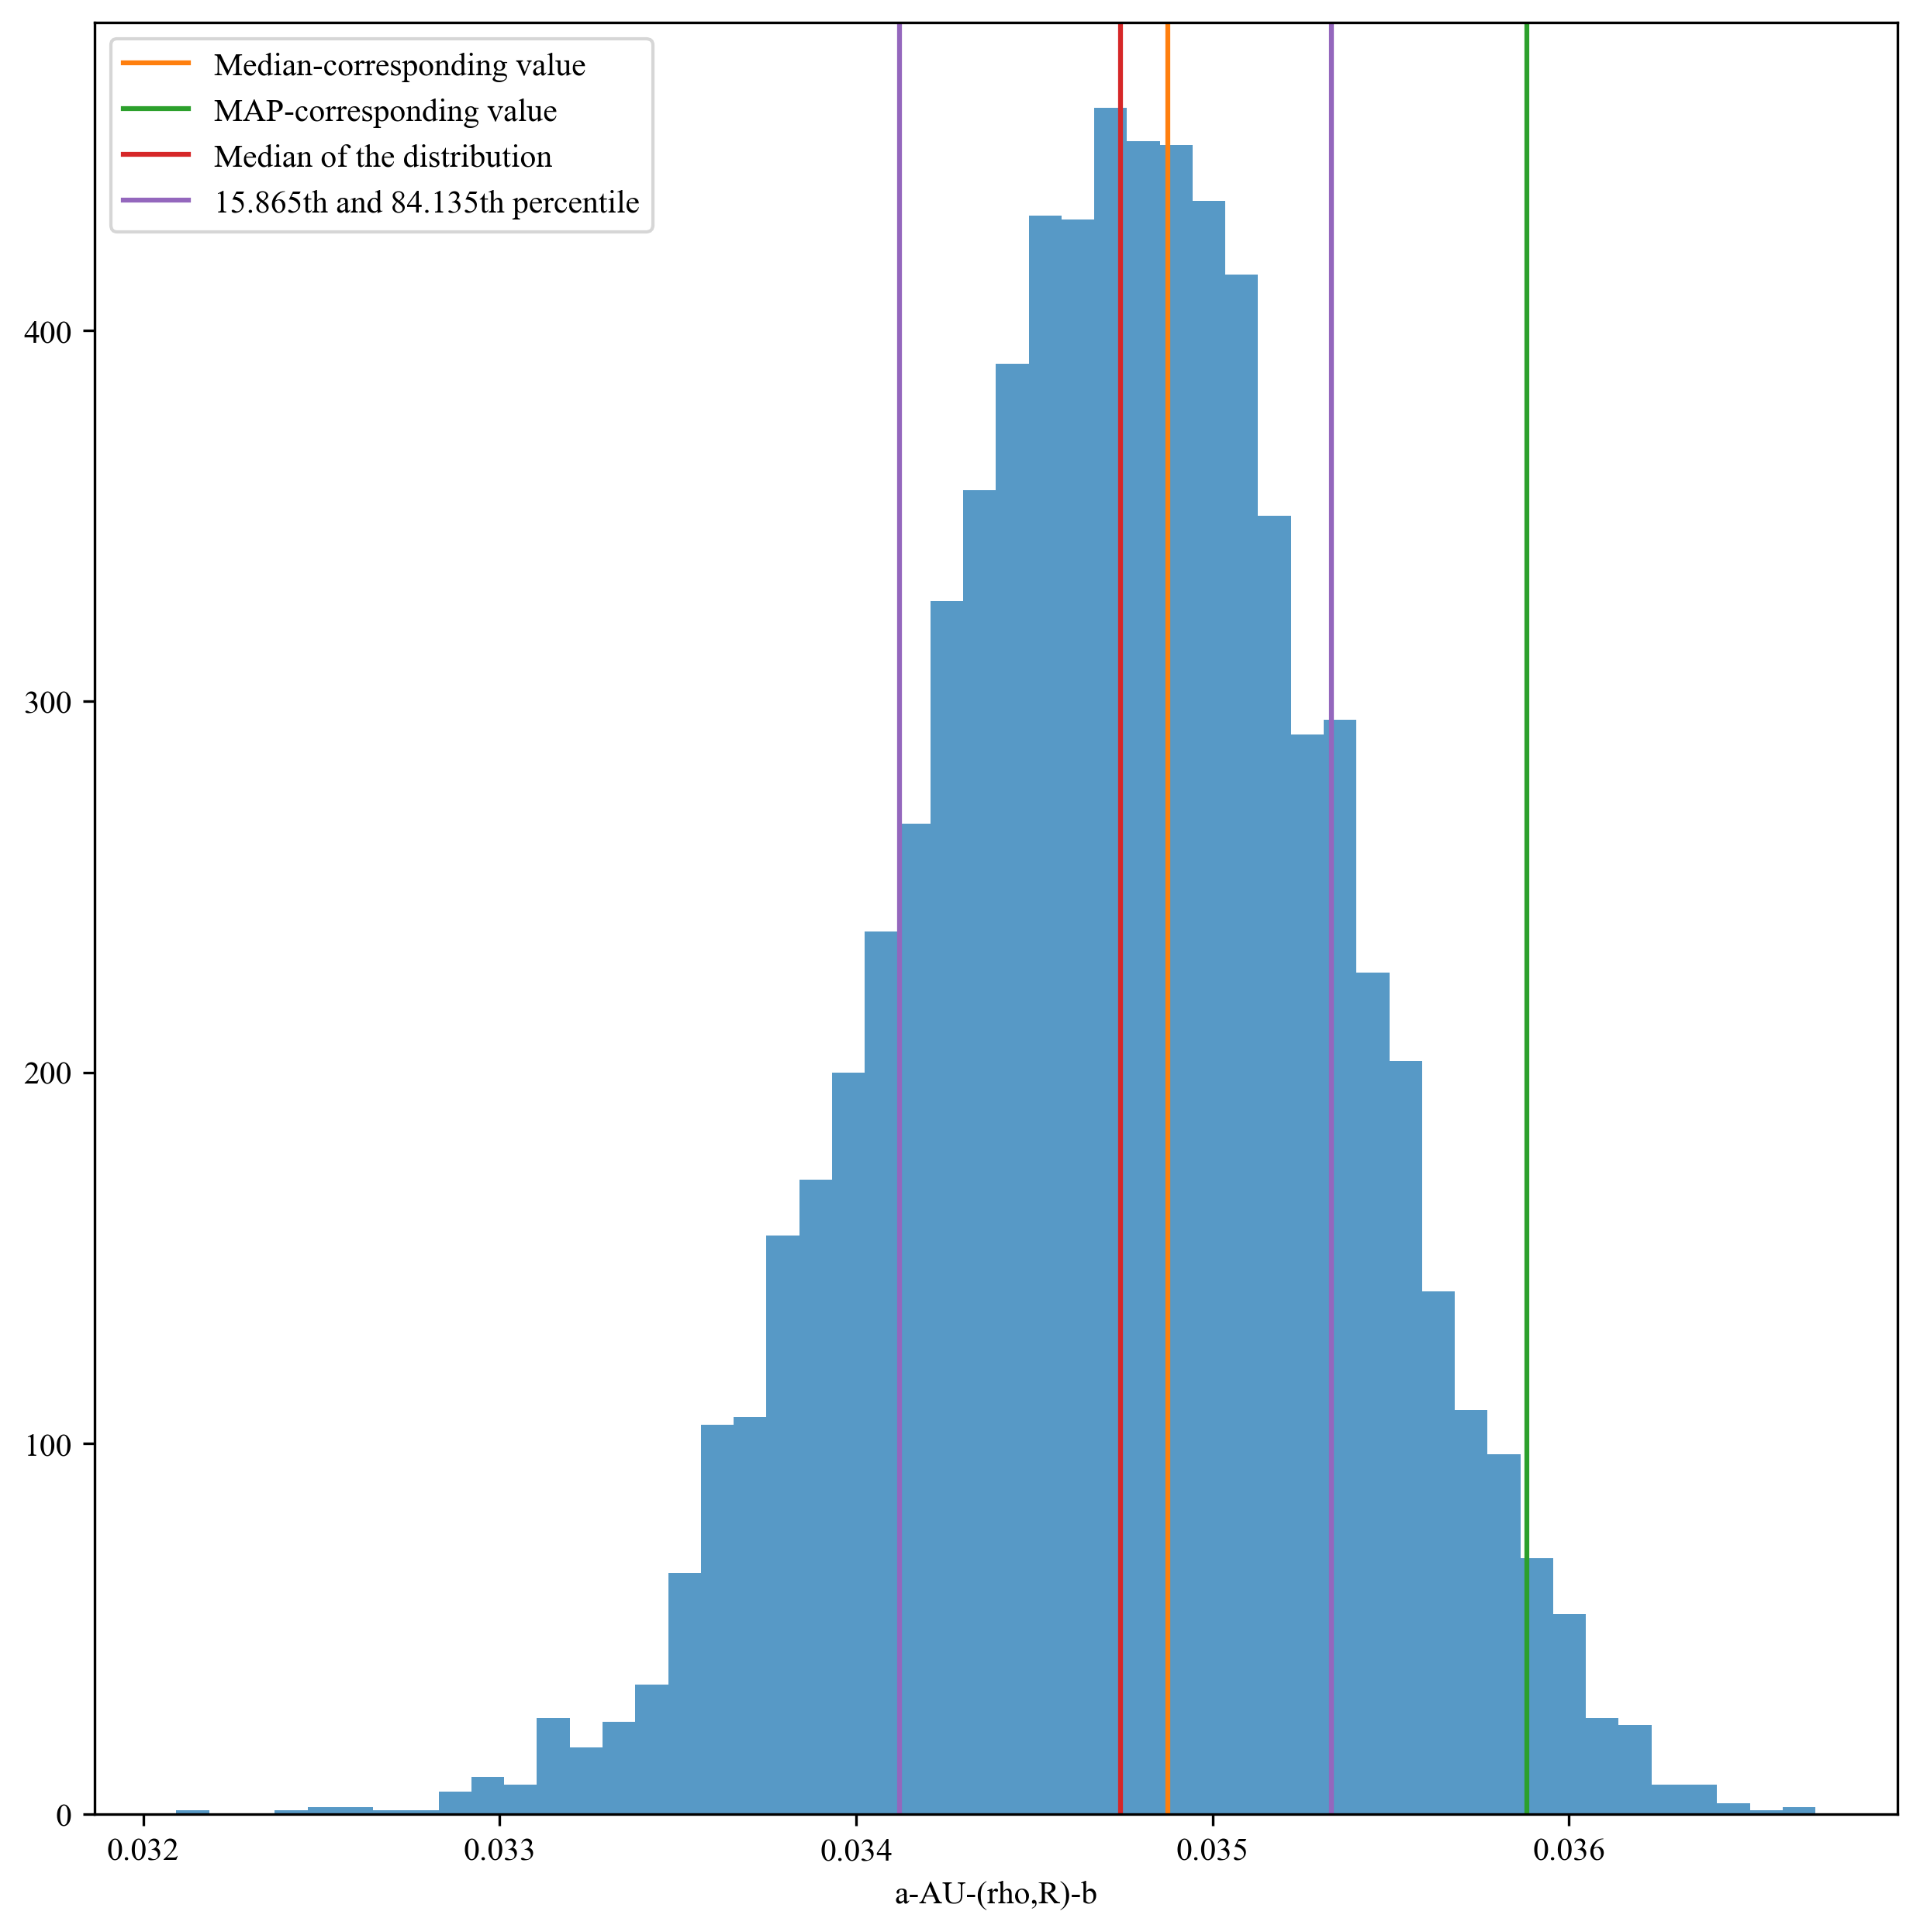 Median-corresponding value
MAP-corresponding value
Median of the distribution
15.865th and 84.135th percentile
400
300
200
100
0
0.032 0.033 0.034 0.035 0.036
a-AU-(rho,R)-b